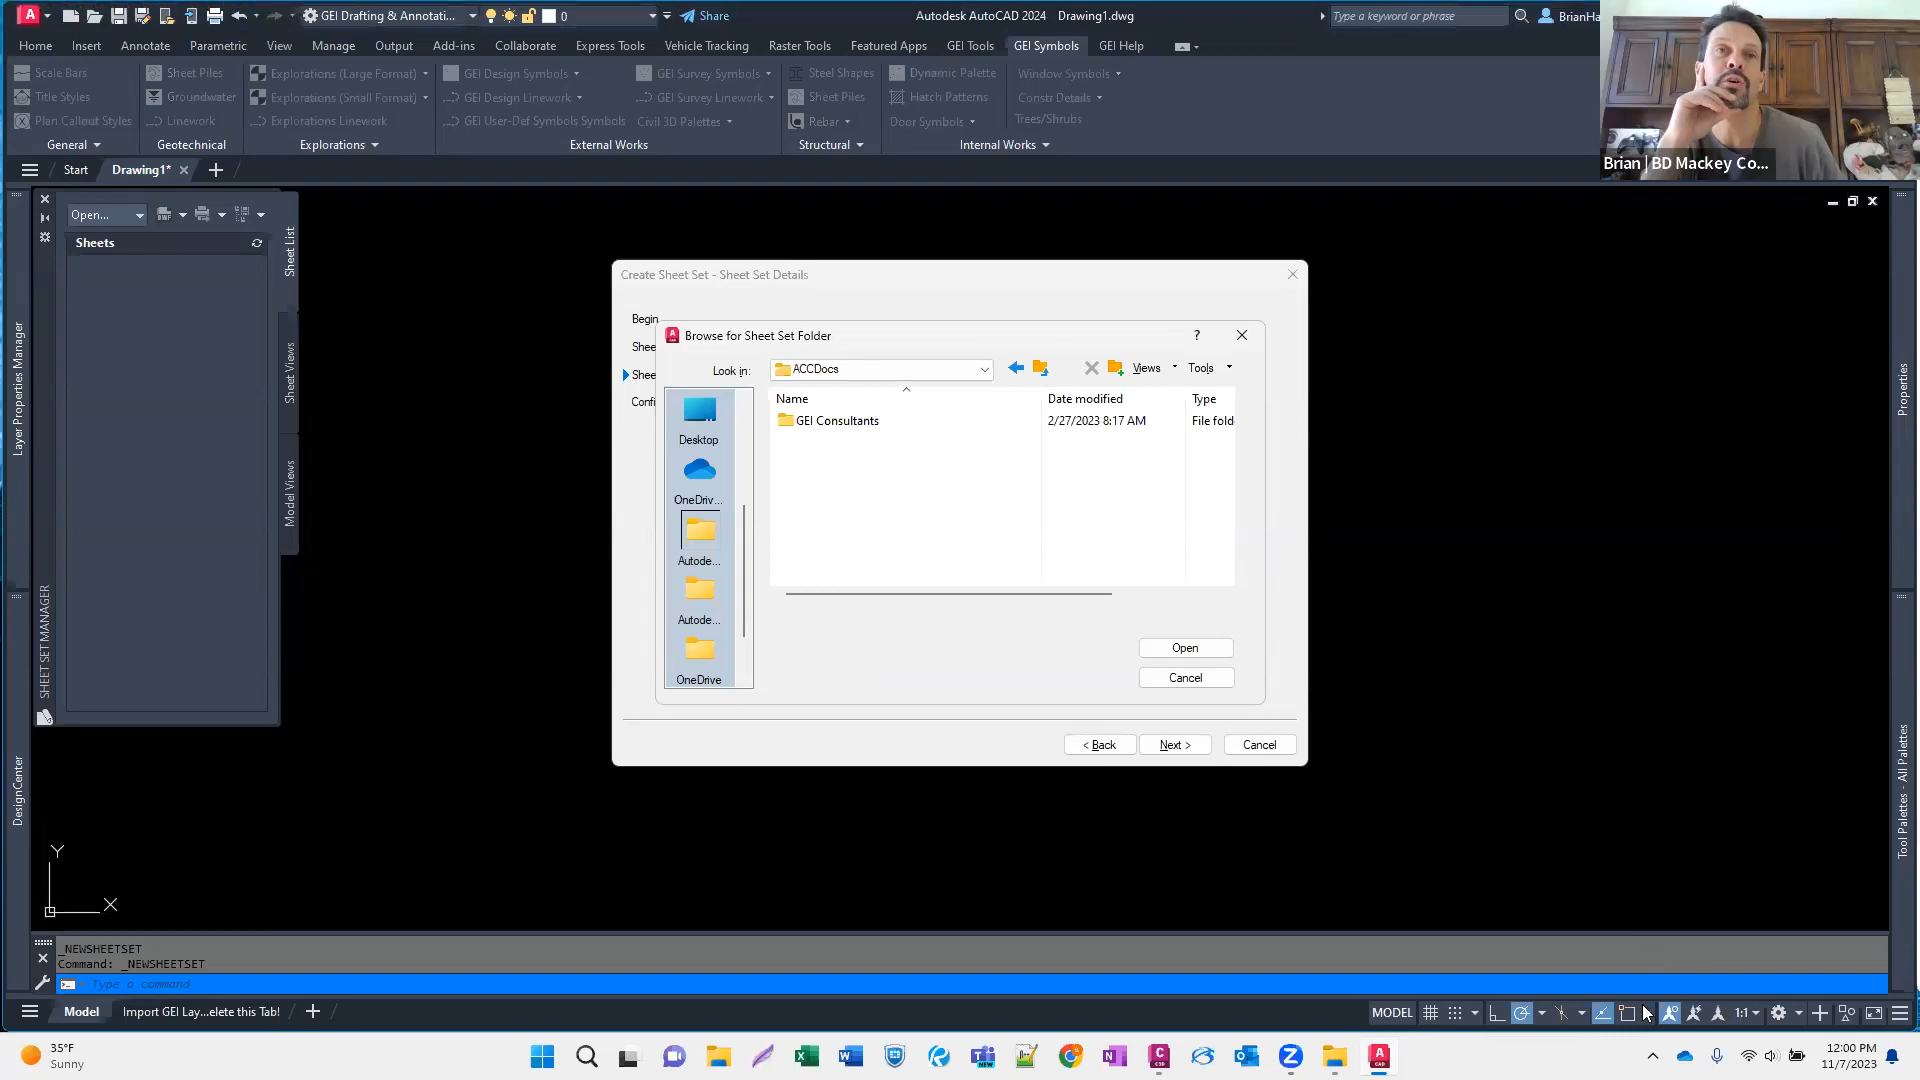 GEI Drafting & Annotati...
0
Share
Autodesk AutoCAD 2024 Drawing1.dwg
Type a keyword or phrase
BrianHa
Home Insert Annotate Parametric View Manage Output Add-ins Collaborate Express Tools Vehicle Tracking Raster Tools Featured Apps GEI Tools GEI Symbols GEI Help
Scale Bars Sheet Piles Explorations (Large Format) GEI Design Symbols GEI Survey Symbols Steel Shapes Dynamic Palette Window Symbols
Title Styles Groundwater Explorations (Small Format) GEI Design Linework GEI Survey Linework Sheet Piles Hatch Patterns Constr Details
Plan Callout Styles Linework Explorations Linework GEI User-Def Symbols Symbols Civil 3D Palettes Rebar Door Symbols Trees/Shrubs
General Geotechnical Explorations External Works Structural Internal Works
Brian | BD Mackey Co...
Start Drawing1* +
Open...
Sheets
Sheet List
Sheet Views
Model Views
SHEET SET MANAGER
Layer Properties Manager
DesignCenter
Properties
Tool Palettes - All Palettes
Create Sheet Set - Sheet Set Details
Begin
Shee
Shee
Confi
Browse for Sheet Set Folder
?
Look in: ACCDocs Views Tools
Name Date modified Type
GEI Consultants 2/27/2023 8:17 AM File fold
Desktop
OneDriv...
Autode...
Autode...
OneDrive
Open
Cancel
< Back Next > Cancel
Y
X
_NEWSHEETSET
Command: _NEWSHEETSET
Type a command
Model Import GEI Lay...elete this Tab! +
MODEL 1:1
35°F
Sunny
12:00 PM
11/7/2023